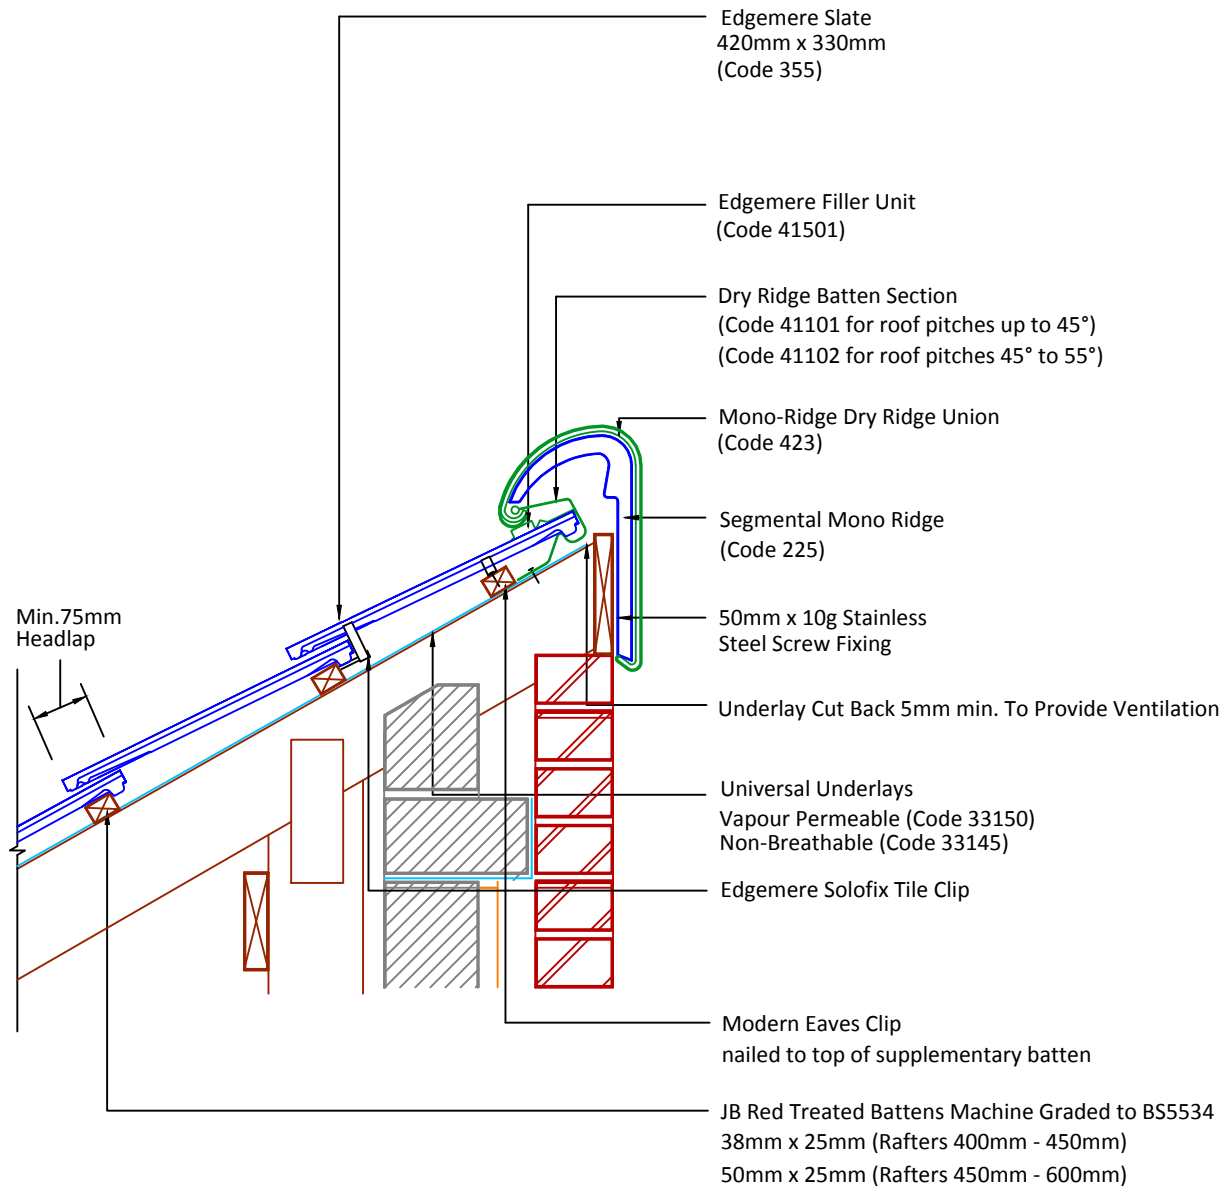 Edgemere Slate
420mm x 330mm
(Code 355)
Edgemere Filler Unit
(Code 41501)
Dry Ridge Batten Section
(Code 41101 for roof pitches up to 45°)
(Code 41102 for roof pitches 45° to 55°)
Mono-Ridge Dry Ridge Union
(Code 423)
Segmental Mono Ridge
(Code 225)
Min.75mm
Headlap
50mm x 10g Stainless
Steel Screw Fixing
Underlay Cut Back 5mm min. To Provide Ventilation
Universal Underlays
Vapour Permeable (Code 33150)
Non-Breathable (Code 33145)
Edgemere Solofix Tile Clip
Modern Eaves Clip
nailed to top of supplementary batten
JB Red Treated Battens Machine Graded to BS5534
38mm x 25mm (Rafters 400mm - 450mm)
50mm x 25mm (Rafters 450mm - 600mm)